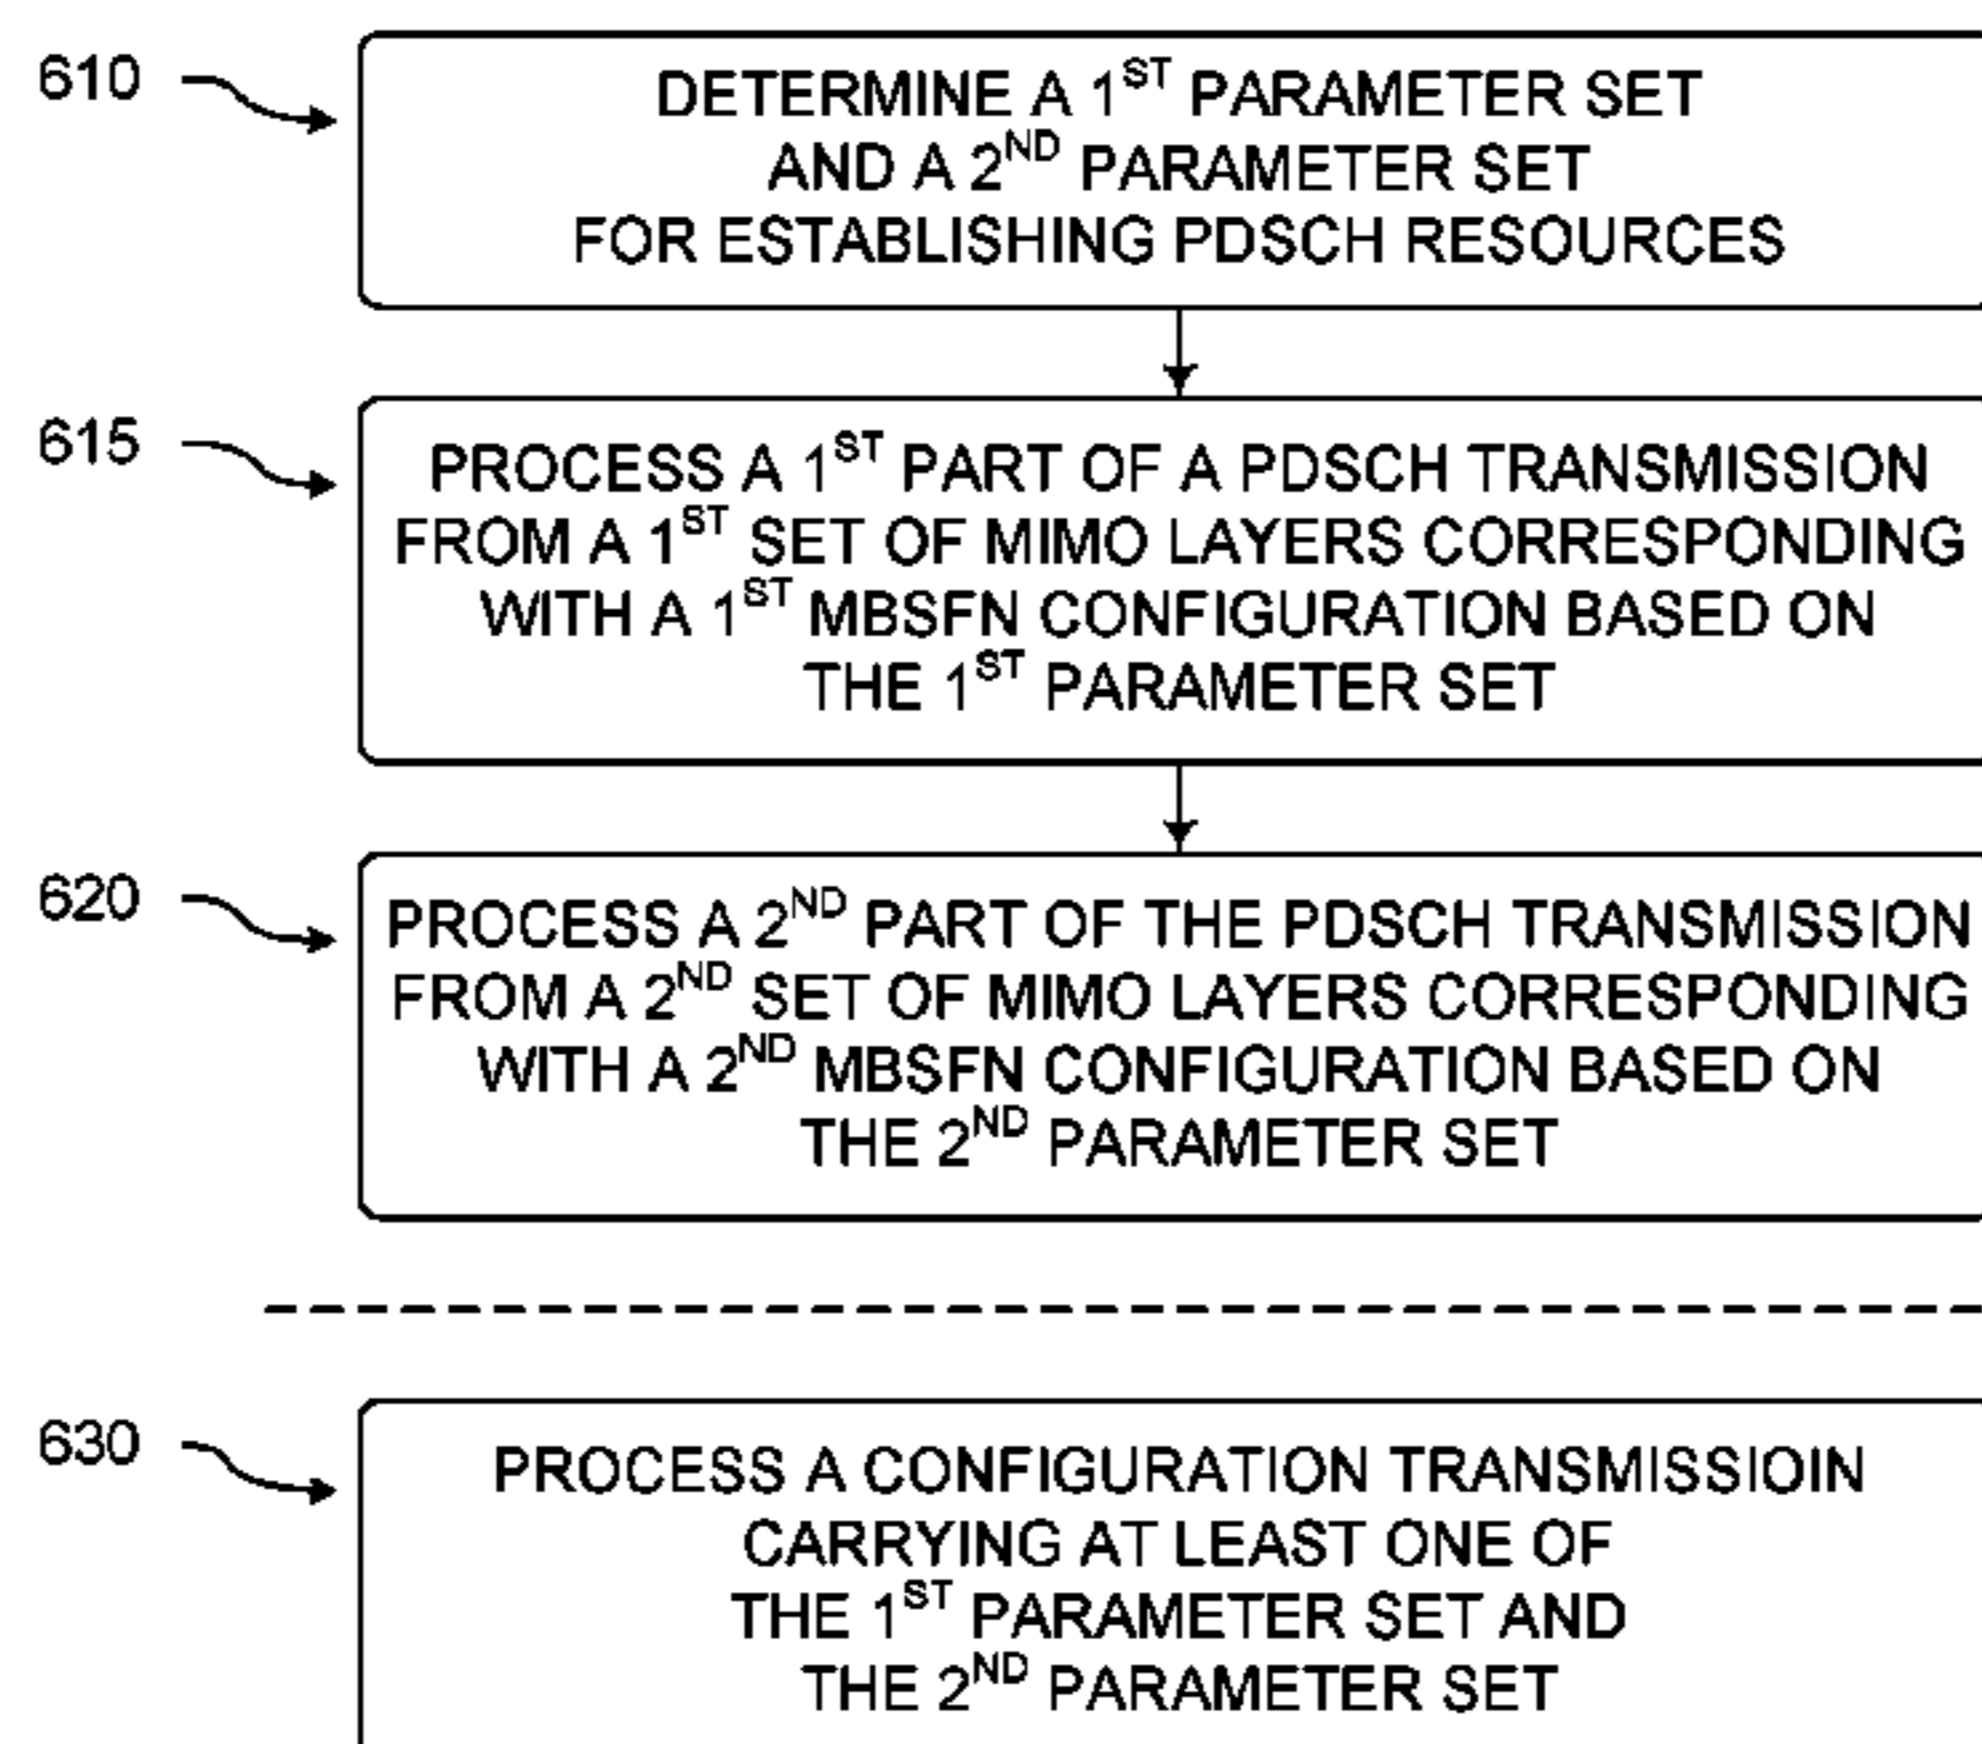 610
DETERMINE A 1ST PARAMETER SET
AND A 2ND PARAMETER SET
FOR ESTABLISHING PDSCH RESOURCES
615
PROCESS A 1ST PART OF A PDSCH TRANSMISSION
FROM A 1ST SET OF MIMO LAYERS CORRESPONDING
WITH A 1ST MBSFN CONFIGURATION BASED ON
THE 1ST PARAMETER SET
620
PROCESS A 2ND PART OF THE PDSCH TRANSMISSION
FROM A 2ND SET OF MIMO LAYERS CORRESPONDING
WITH A 2ND MBSFN CONFIGURATION BASED ON
THE 2ND PARAMETER SET
630
PROCESS A CONFIGURATION TRANSMISSIOIN
CARRYING AT LEAST ONE OF
THE 1ST PARAMETER SET AND
THE 2ND PARAMETER SET